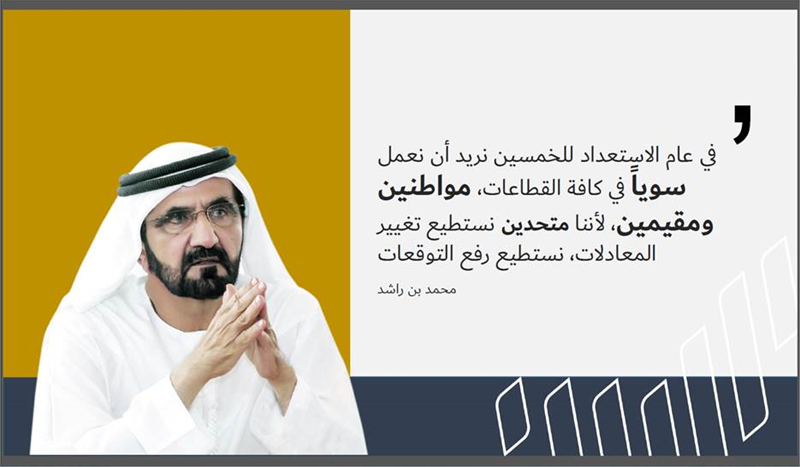 في عام الاستعداد للخمسين نريد أن نعمل
سوياً في كافة القطاعات، مواطنين
ومقيمين، لأننا متحدين نستطيع تغيير
المعادلات، نستطيع رفع التوقعات
محمد بن راشد